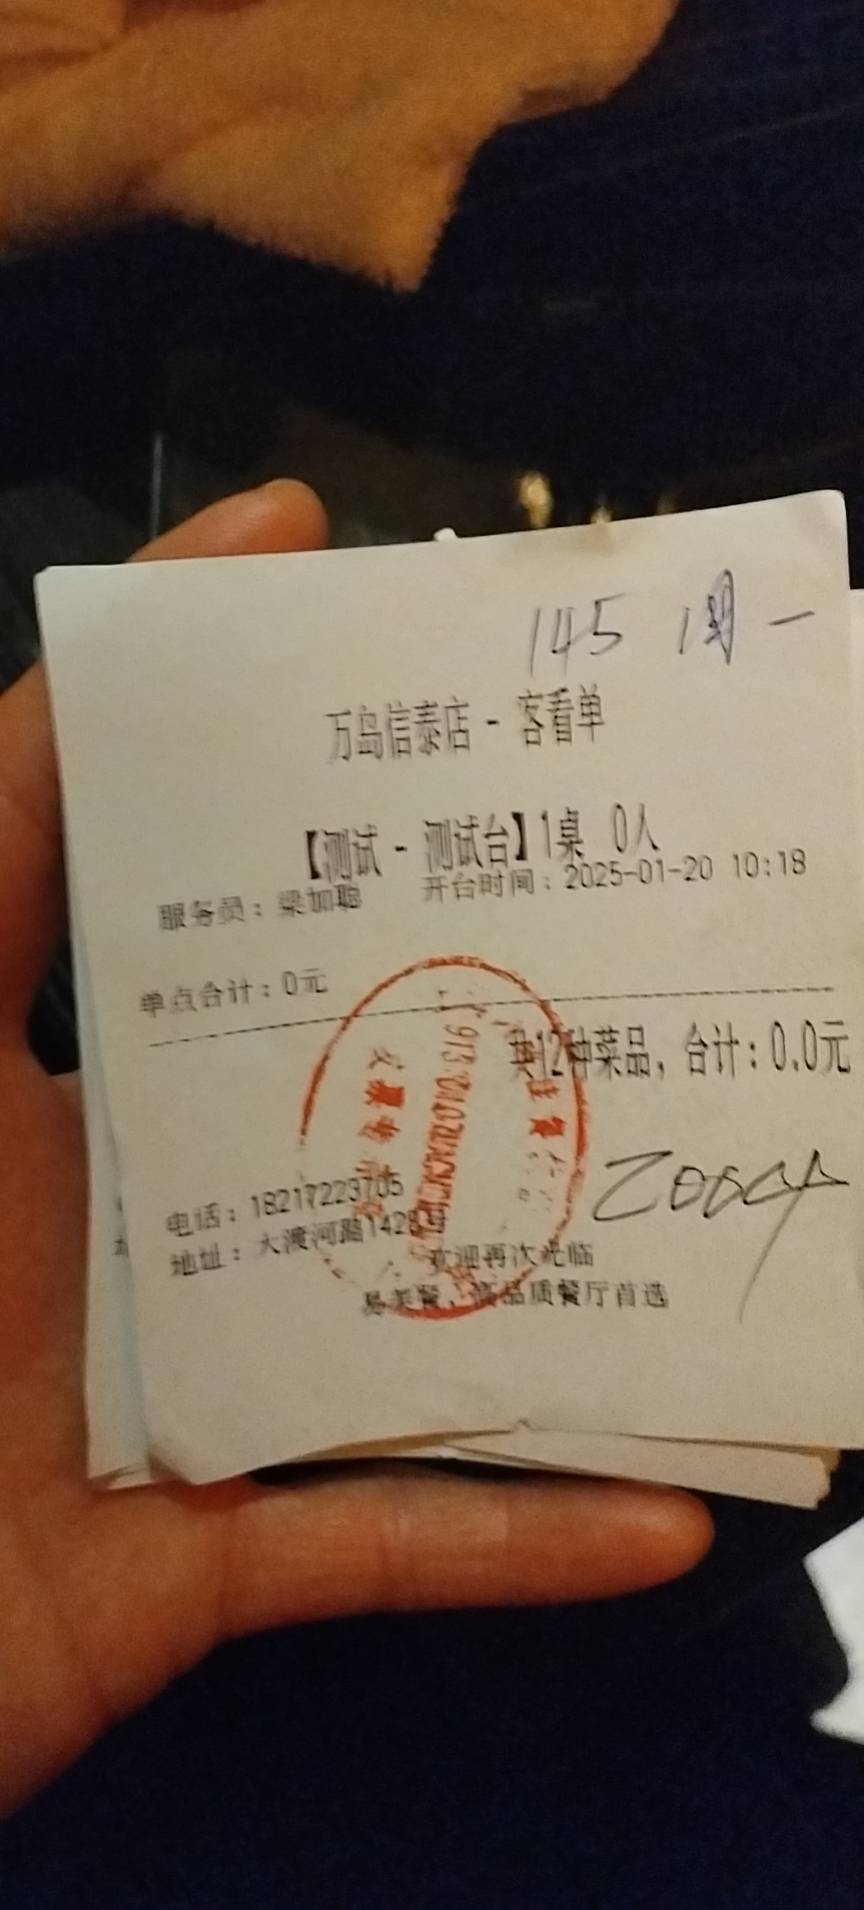 145 周一
万岛信泰店 - 客看单
【测试 - 测试台】1桌 0人
服务员：梁加聪 开台时间：2025-01-20 10:18
单点合计：0元
共12种菜品，合计：0.0元
电话：18217223705
地址：大渡河路1428号
欢迎再次光临
易美餐，高品质餐厅首选
发票专